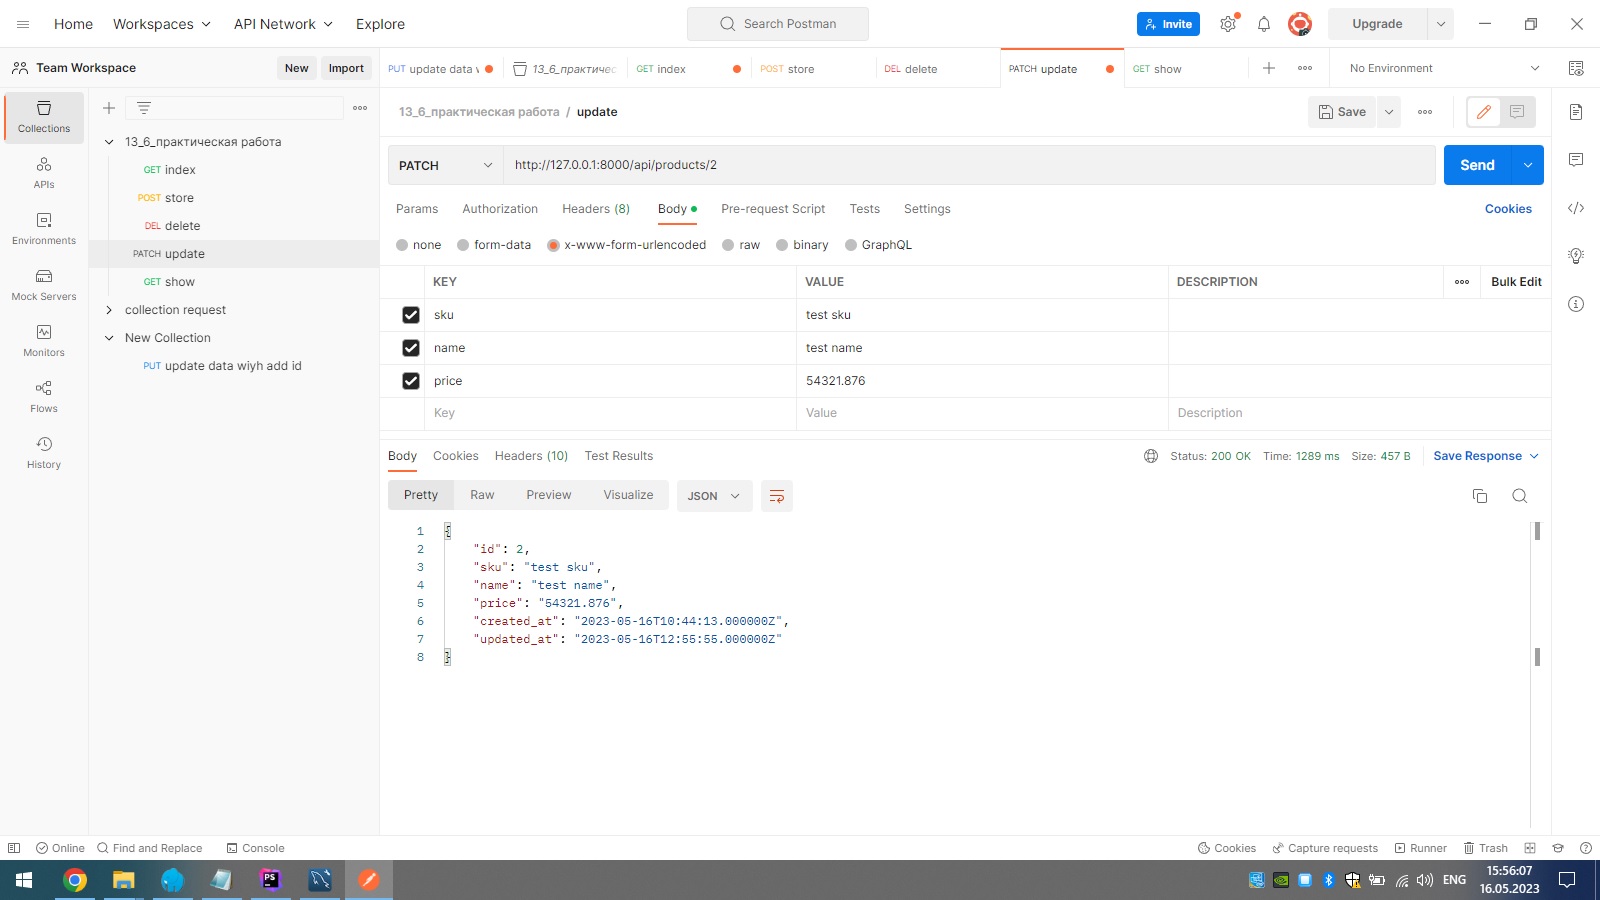 Home Workspaces API Network Explore Search Postman Invite Upgrade
Team Workspace New Import PUT update data 13_6_практичес GET index POST store DEL delete PATCH update GET show No Environment
13_6_практическая работа / update Save
Collections
APIs
Environments
Mock Servers
Monitors
Flows
History
13_6_практическая работа
GET index
POST store
DEL delete
PATCH update
GET show
collection request
New Collection
PUT update data wiyh add id
PATCH http://127.0.0.1:8000/api/products/2 Send
Params Authorization Headers (8) Body Pre-request Script Tests Settings Cookies
none form-data x-www-form-urlencoded raw binary GraphQL
KEY VALUE DESCRIPTION Bulk Edit
sku test sku
name test name
price 54321.876
Key Value Description
Body Cookies Headers (10) Test Results Status: 200 OK Time: 1289 ms Size: 457 B Save Response
Pretty Raw Preview Visualize JSON
1 {
2 "id": 2,
3 "sku": "test sku",
4 "name": "test name",
5 "price": "54321.876",
6 "created_at": "2023-05-16T10:44:13.000000Z",
7 "updated_at": "2023-05-16T12:55:55.000000Z"
8 }
Online Find and Replace Console Cookies Capture requests Runner Trash
PS ENG 15:56:07
16.05.2023